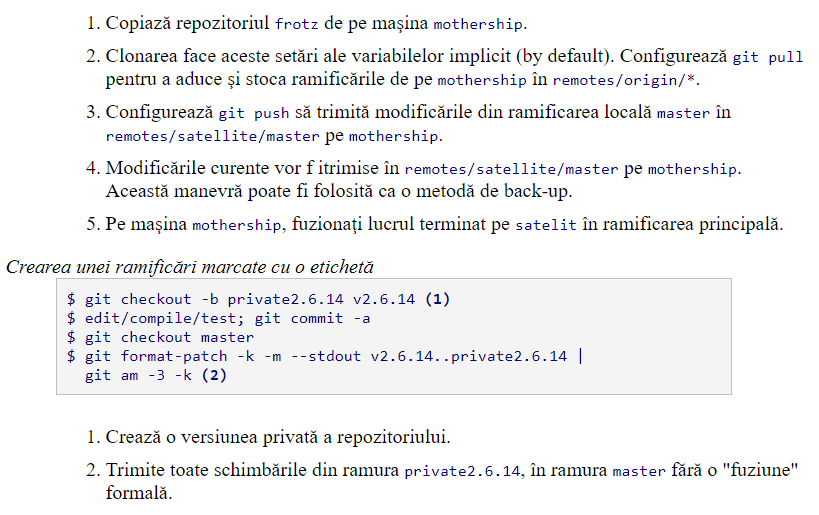 1. Copiază repozitoriul frotz de pe mașina mothership.
2. Clonarea face aceste setări ale variabilelor implicit (by default). Configurează git pull
pentru a aduce și stoca ramificările de pe mothership în remotes/origin/*.
3. Configurează git push să trimită modificările din ramificarea locală master în
remotes/satellite/master pe mothership.
4. Modificările curente vor f itrimise în remotes/satellite/master pe mothership.
Această manevră poate fi folosită ca o metodă de back-up.
5. Pe mașina mothership, fuzionați lucrul terminat pe satelit în ramificarea principală.
Crearea unei ramificări marcate cu o etichetă
$ git checkout -b private2.6.14 v2.6.14 (1)
$ edit/compile/test; git commit -a
$ git checkout master
$ git format-patch -k -m --stdout v2.6.14..private2.6.14 |
git am -3 -k (2)
1. Crează o versiunea privată a repozitoriului.
2. Trimite toate schimbările din ramura private2.6.14, în ramura master fără o "fuziune"
formală.